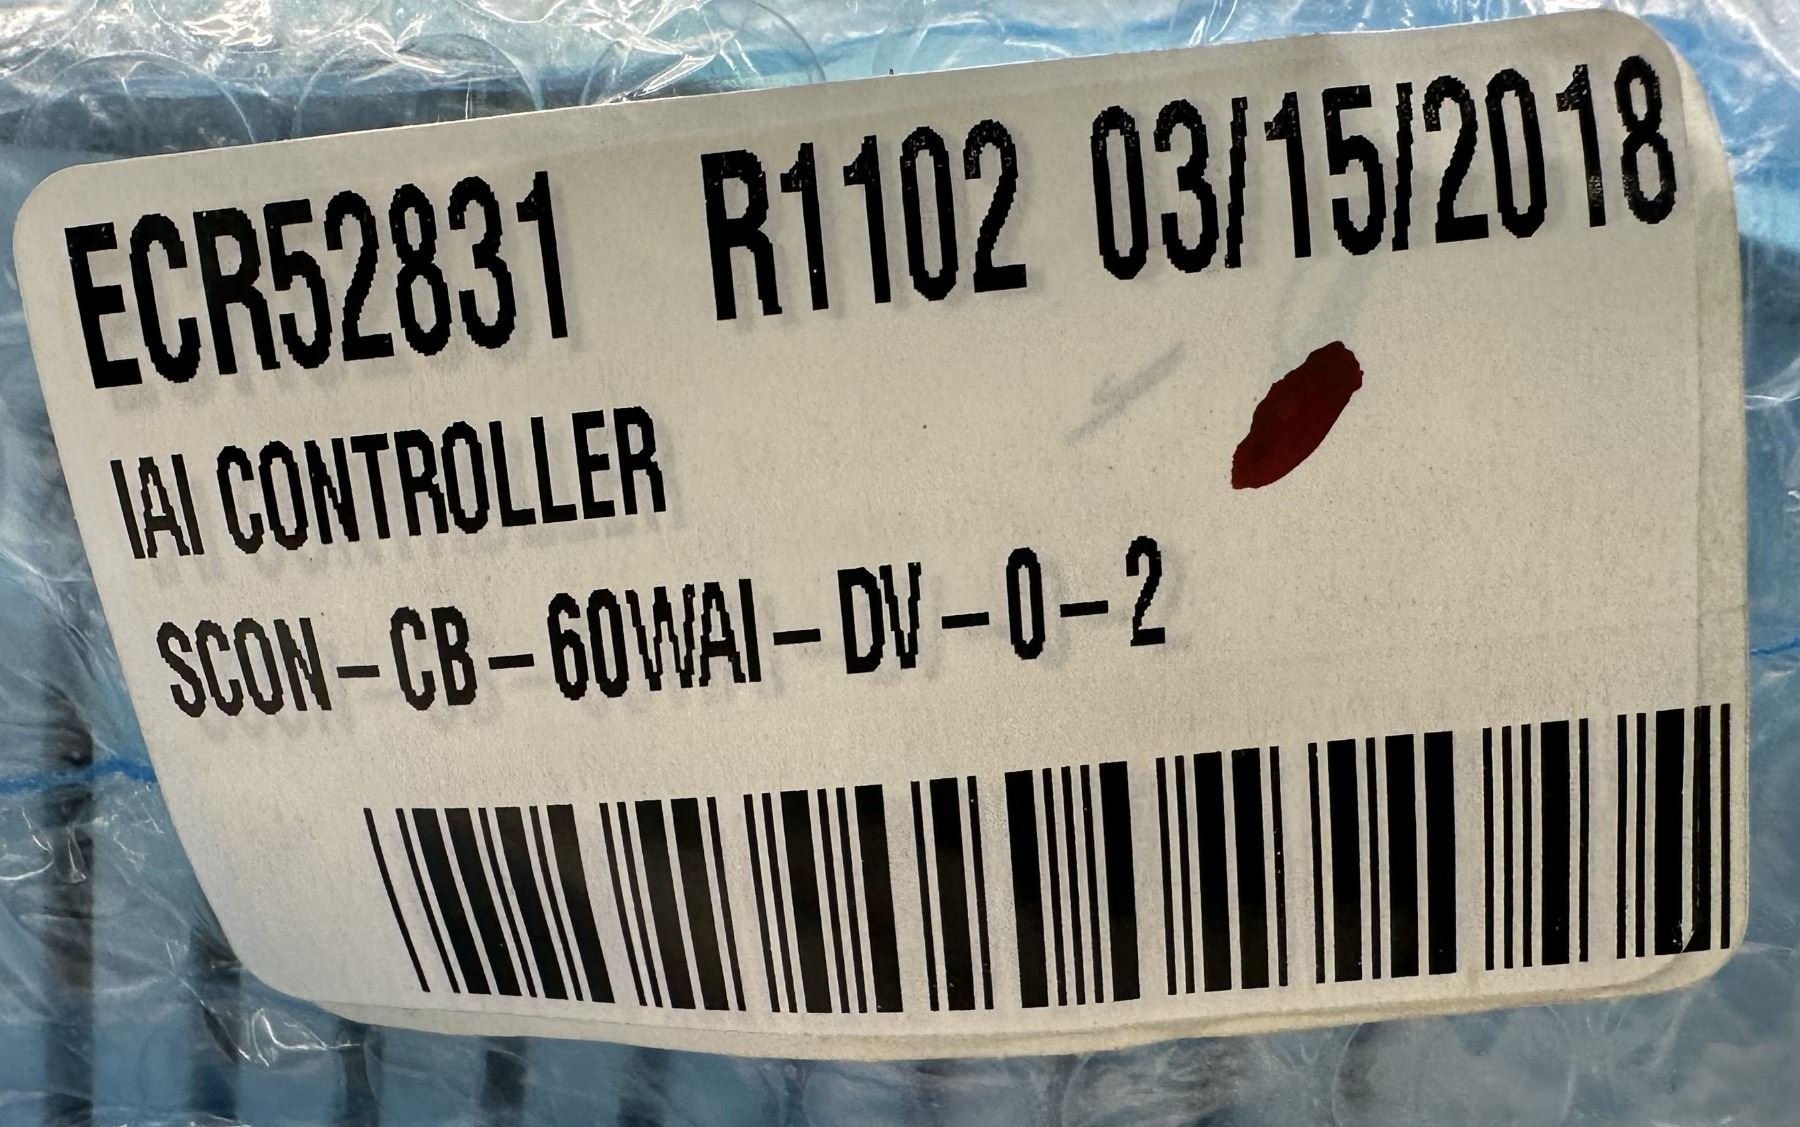 ECR52831 R1102 03/15/2018
IAI CONTROLLER
SCON-CB-60WAI-DV-0-2